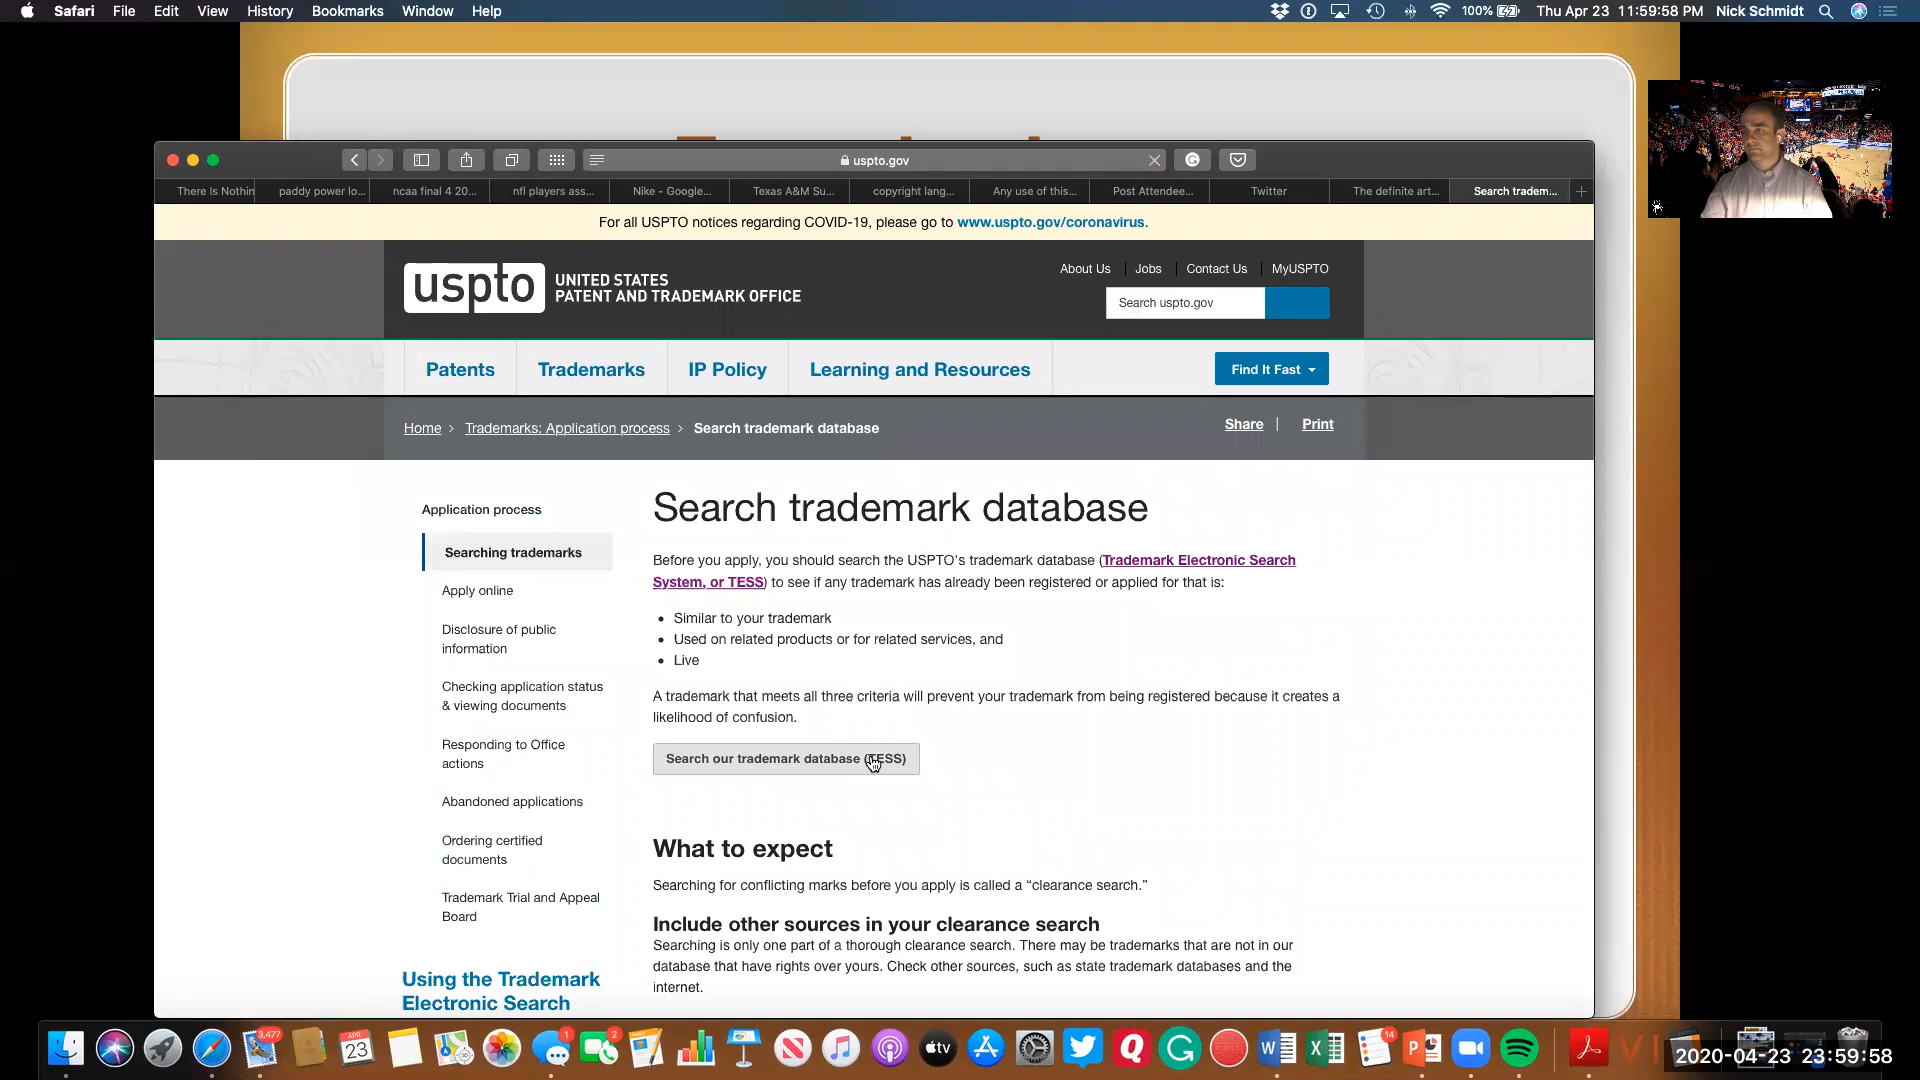 Safari File Edit View History Bookmarks Window Help
100% Thu Apr 23 11:59:58 PM Nick Schmidt
uspto.gov
There Is Nothin
paddy power lo...
ncaa final 4 20...
nfl players ass...
Nike - Google...
Texas A&M Su...
copyright lang...
Any use of this...
Post Attendee...
Twitter
The definite art...
Search tradem...
For all USPTO notices regarding COVID-19, please go to www.uspto.gov/coronavirus.
uspto UNITED STATES
PATENT AND TRADEMARK OFFICE
About Us Jobs Contact Us MyUSPTO
Search uspto.gov
Patents Trademarks IP Policy Learning and Resources
Find It Fast
Home > Trademarks: Application process > Search trademark database
Share | Print
Application process
Searching trademarks
Apply online
Disclosure of public
information
Checking application status
& viewing documents
Responding to Office
actions
Abandoned applications
Ordering certified
documents
Trademark Trial and Appeal
Board
Using the Trademark
Electronic Search
Search trademark database
Before you apply, you should search the USPTO's trademark database (Trademark Electronic Search
System, or TESS) to see if any trademark has already been registered or applied for that is:
• Similar to your trademark
• Used on related products or for related services, and
• Live
A trademark that meets all three criteria will prevent your trademark from being registered because it creates a
likelihood of confusion.
Search our trademark database (TESS)
What to expect
Searching for conflicting marks before you apply is called a “clearance search.”
Include other sources in your clearance search
Searching is only one part of a thorough clearance search. There may be trademarks that are not in our
database that have rights over yours. Check other sources, such as state trademark databases and the
internet.
3,477
APR
23
1
2
tv
14
2020-04-23 23:59:58